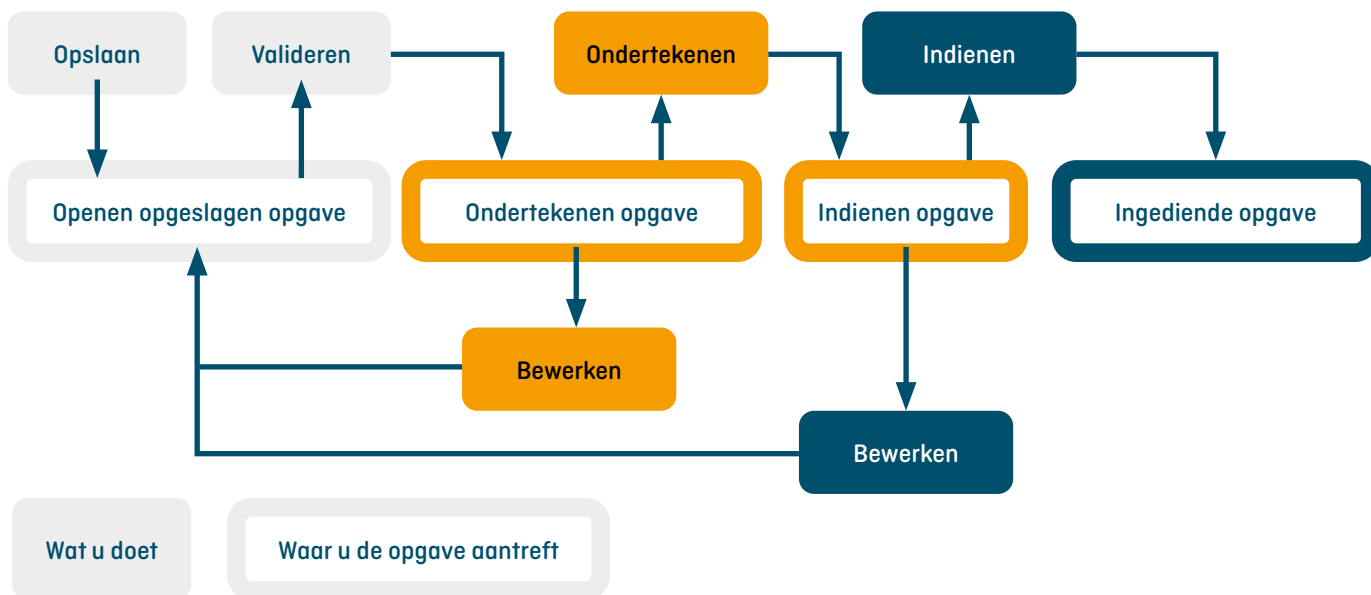 Opslaan
Valideren
Ondertekenen
Indienen
Openen opgeslagen opgave
Ondertekenen opgave
Indienen opgave
Ingediende opgave
Bewerken
Bewerken
Wat u doet
Waar u de opgave aantreft